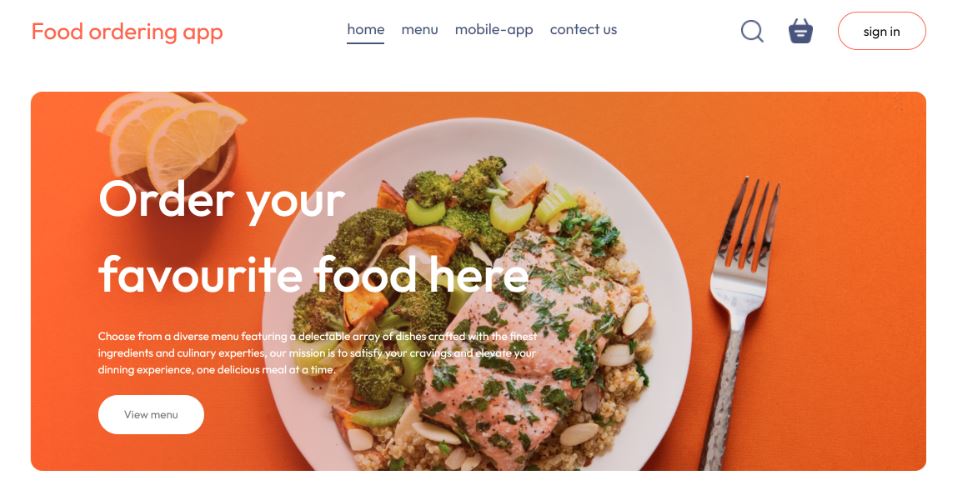 Food ordering app
home menu mobile-app contact us
sign in
Order your
favourite food here
Choose from a diverse menu featuring a delectable array of dishes crafted with the finest
ingredients and culinary experties, our mission is to satisfy your cravings and elevate your
dinning experience, one delicious meal at a time.
View menu